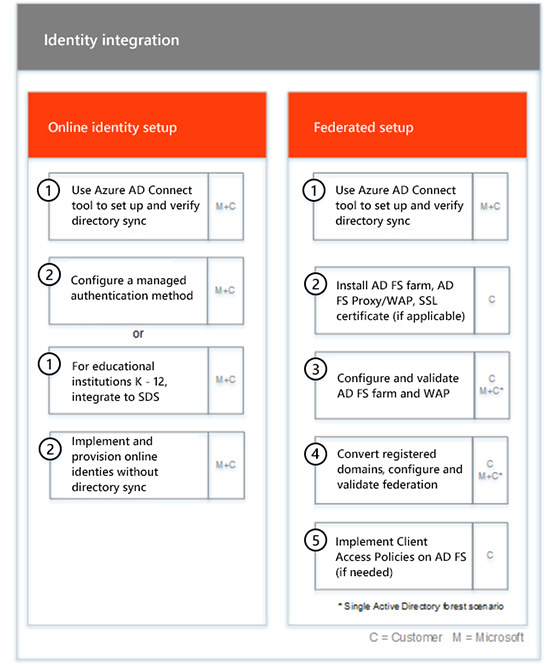 Identity integration
Online identity setup
1
Use Azure AD Connect
tool to set up and verify
directory sync
M+C
2
Configure a managed
authentication method
M+C
or
1
For educational
institutions K - 12,
integrate to SDS
M+C
2
Implement and
provision online
identies without
directory sync
M+C
Federated setup
1
Use Azure AD Connect
tool to set up and verify
directory sync
M+C
2
Install AD FS farm, AD
FS Proxy/WAP, SSL
certificate (if applicable)
C
3
Configure and validate
AD FS farm and WAP
C
M+C*
4
Convert registered
domains, configure and
validate federation
C
M+C*
5
Implement Client
Access Policies on AD FS
(if needed)
C
* Single Active Directory forest scenario
C = Customer M = Microsoft